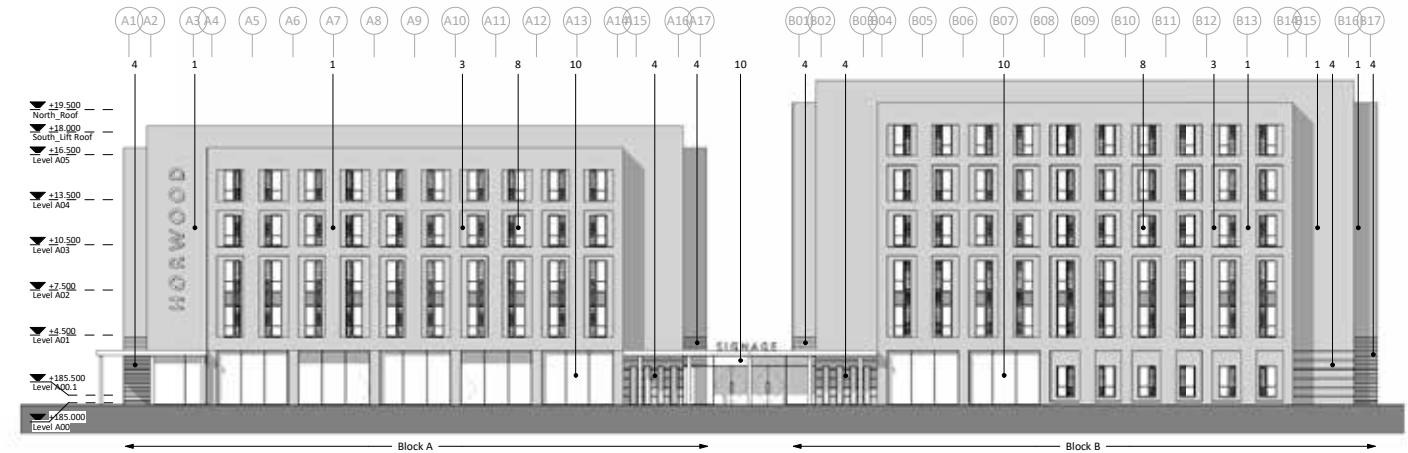 A1 A2 A3 A4 A5 A6 A7 A8 A9 A10 A11 A12 A13 A14 A15 A16 A17 B01 B02 B03 B04 B05 B06 B07 B08 B09 B10 B11 B12 B13 B14 B15 B16 B17
4 1 1 3 8 10 4 4 10 4 4 10 8 3 1 1 4 1 4
+19.500
North_Roof
+18.000
South_Lift Roof
+16.500
Level A05
+13.500
Level A04
+10.500
Level A03
+7.500
Level A02
+4.500
Level A01
+185.500
Level A00.1
+185.000
Level A00
HORWOOD
SIGNAGE
Block A
Block B